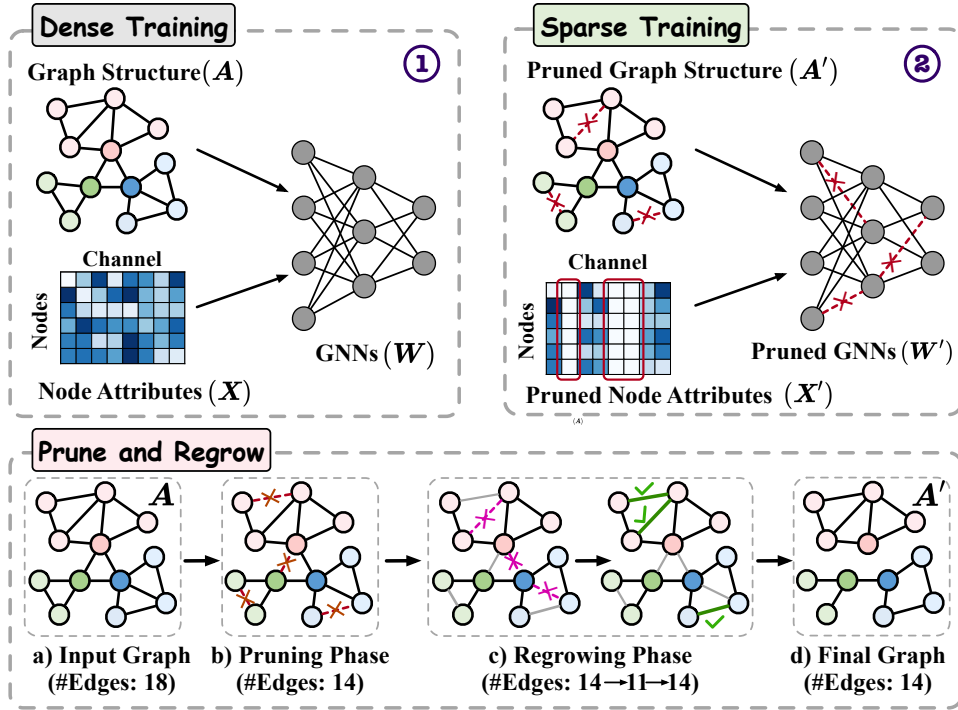 Dense Training
Sparse Training
1
2
Graph Structure (A)
Pruned Graph Structure (A′)
Channel
Nodes
GNNs (W)
Node Attributes (X)
Channel
Nodes
Pruned GNNs (W′)
Pruned Node Attributes (X′)
(A)
Prune and Regrow
A
A′
a) Input Graph
(#Edges: 18)
b) Pruning Phase
(#Edges: 14)
c) Regrowing Phase
(#Edges: 14→11→14)
d) Final Graph
(#Edges: 14)